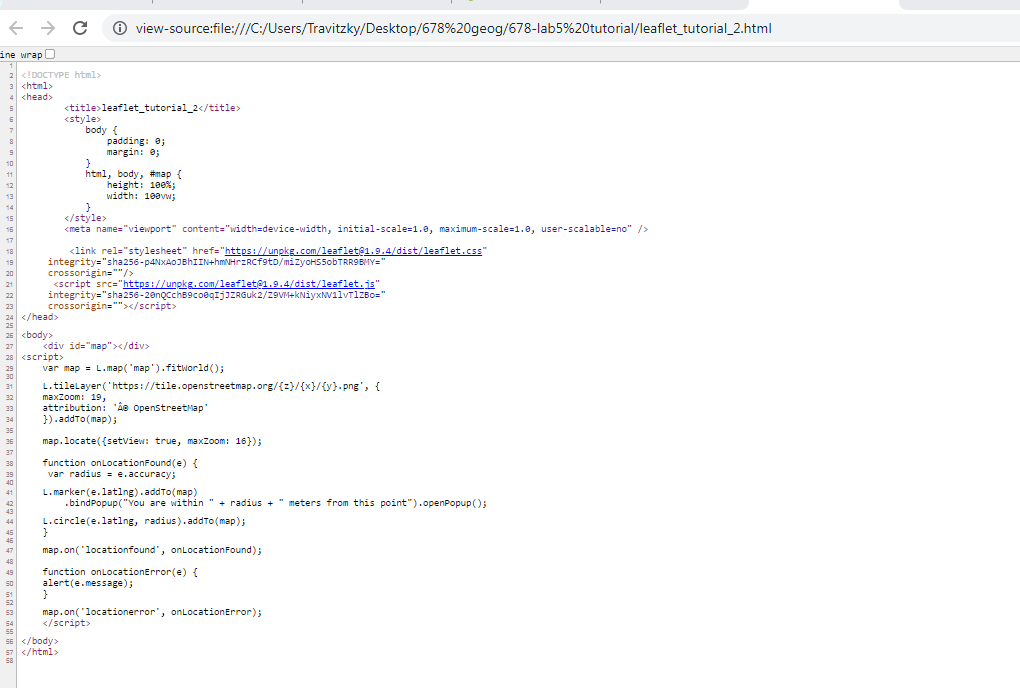 view-source:file:///C:/Users/Travitzky/Desktop/678%20geog/678-lab5%20tutorial/leaflet_tutorial_2.html
ine wrap
1
2 <!DOCTYPE html>
3 <html>
4 <head>
5 <title>leaflet_tutorial_2</title>
6 <style>
7 body {
8 padding: 0;
9 margin: 0;
10 }
11 html, body, #map {
12 height: 100%;
13 width: 100vw;
14 }
15 </style>
16 <meta name="viewport" content="width=device-width, initial-scale=1.0, maximum-scale=1.0, user-scalable=no" />
17
18 <link rel="stylesheet" href="https://unpkg.com/leaflet@1.9.4/dist/leaflet.css"
19 integrity="sha256-p4NxAoJBhIIN+hmNHrzRCf9tD/miZyoHS5obTRR9BMY="
20 crossorigin=""/>
21 <script src="https://unpkg.com/leaflet@1.9.4/dist/leaflet.js"
22 integrity="sha256-20nQCchB9co0qIjJZRGuk2/Z9VM+kNiyxNV1lvTlZBo="
23 crossorigin=""></script>
24 </head>
25
26 <body>
27 <div id="map"></div>
28 <script>
29 var map = L.map('map').fitWorld();
30
31 L.tileLayer('https://tile.openstreetmap.org/{z}/{x}/{y}.png', {
32 maxZoom: 19,
33 attribution: 'Â© OpenStreetMap'
34 }).addTo(map);
35
36 map.locate({setView: true, maxZoom: 16});
37
38 function onLocationFound(e) {
39 var radius = e.accuracy;
40
41 L.marker(e.latlng).addTo(map)
42 .bindPopup("You are within " + radius + " meters from this point").openPopup();
43
44 L.circle(e.latlng, radius).addTo(map);
45 }
46
47 map.on('locationfound', onLocationFound);
48
49 function onLocationError(e) {
50 alert(e.message);
51 }
52
53 map.on('locationerror', onLocationError);
54 </script>
55
56 </body>
57 </html>
58